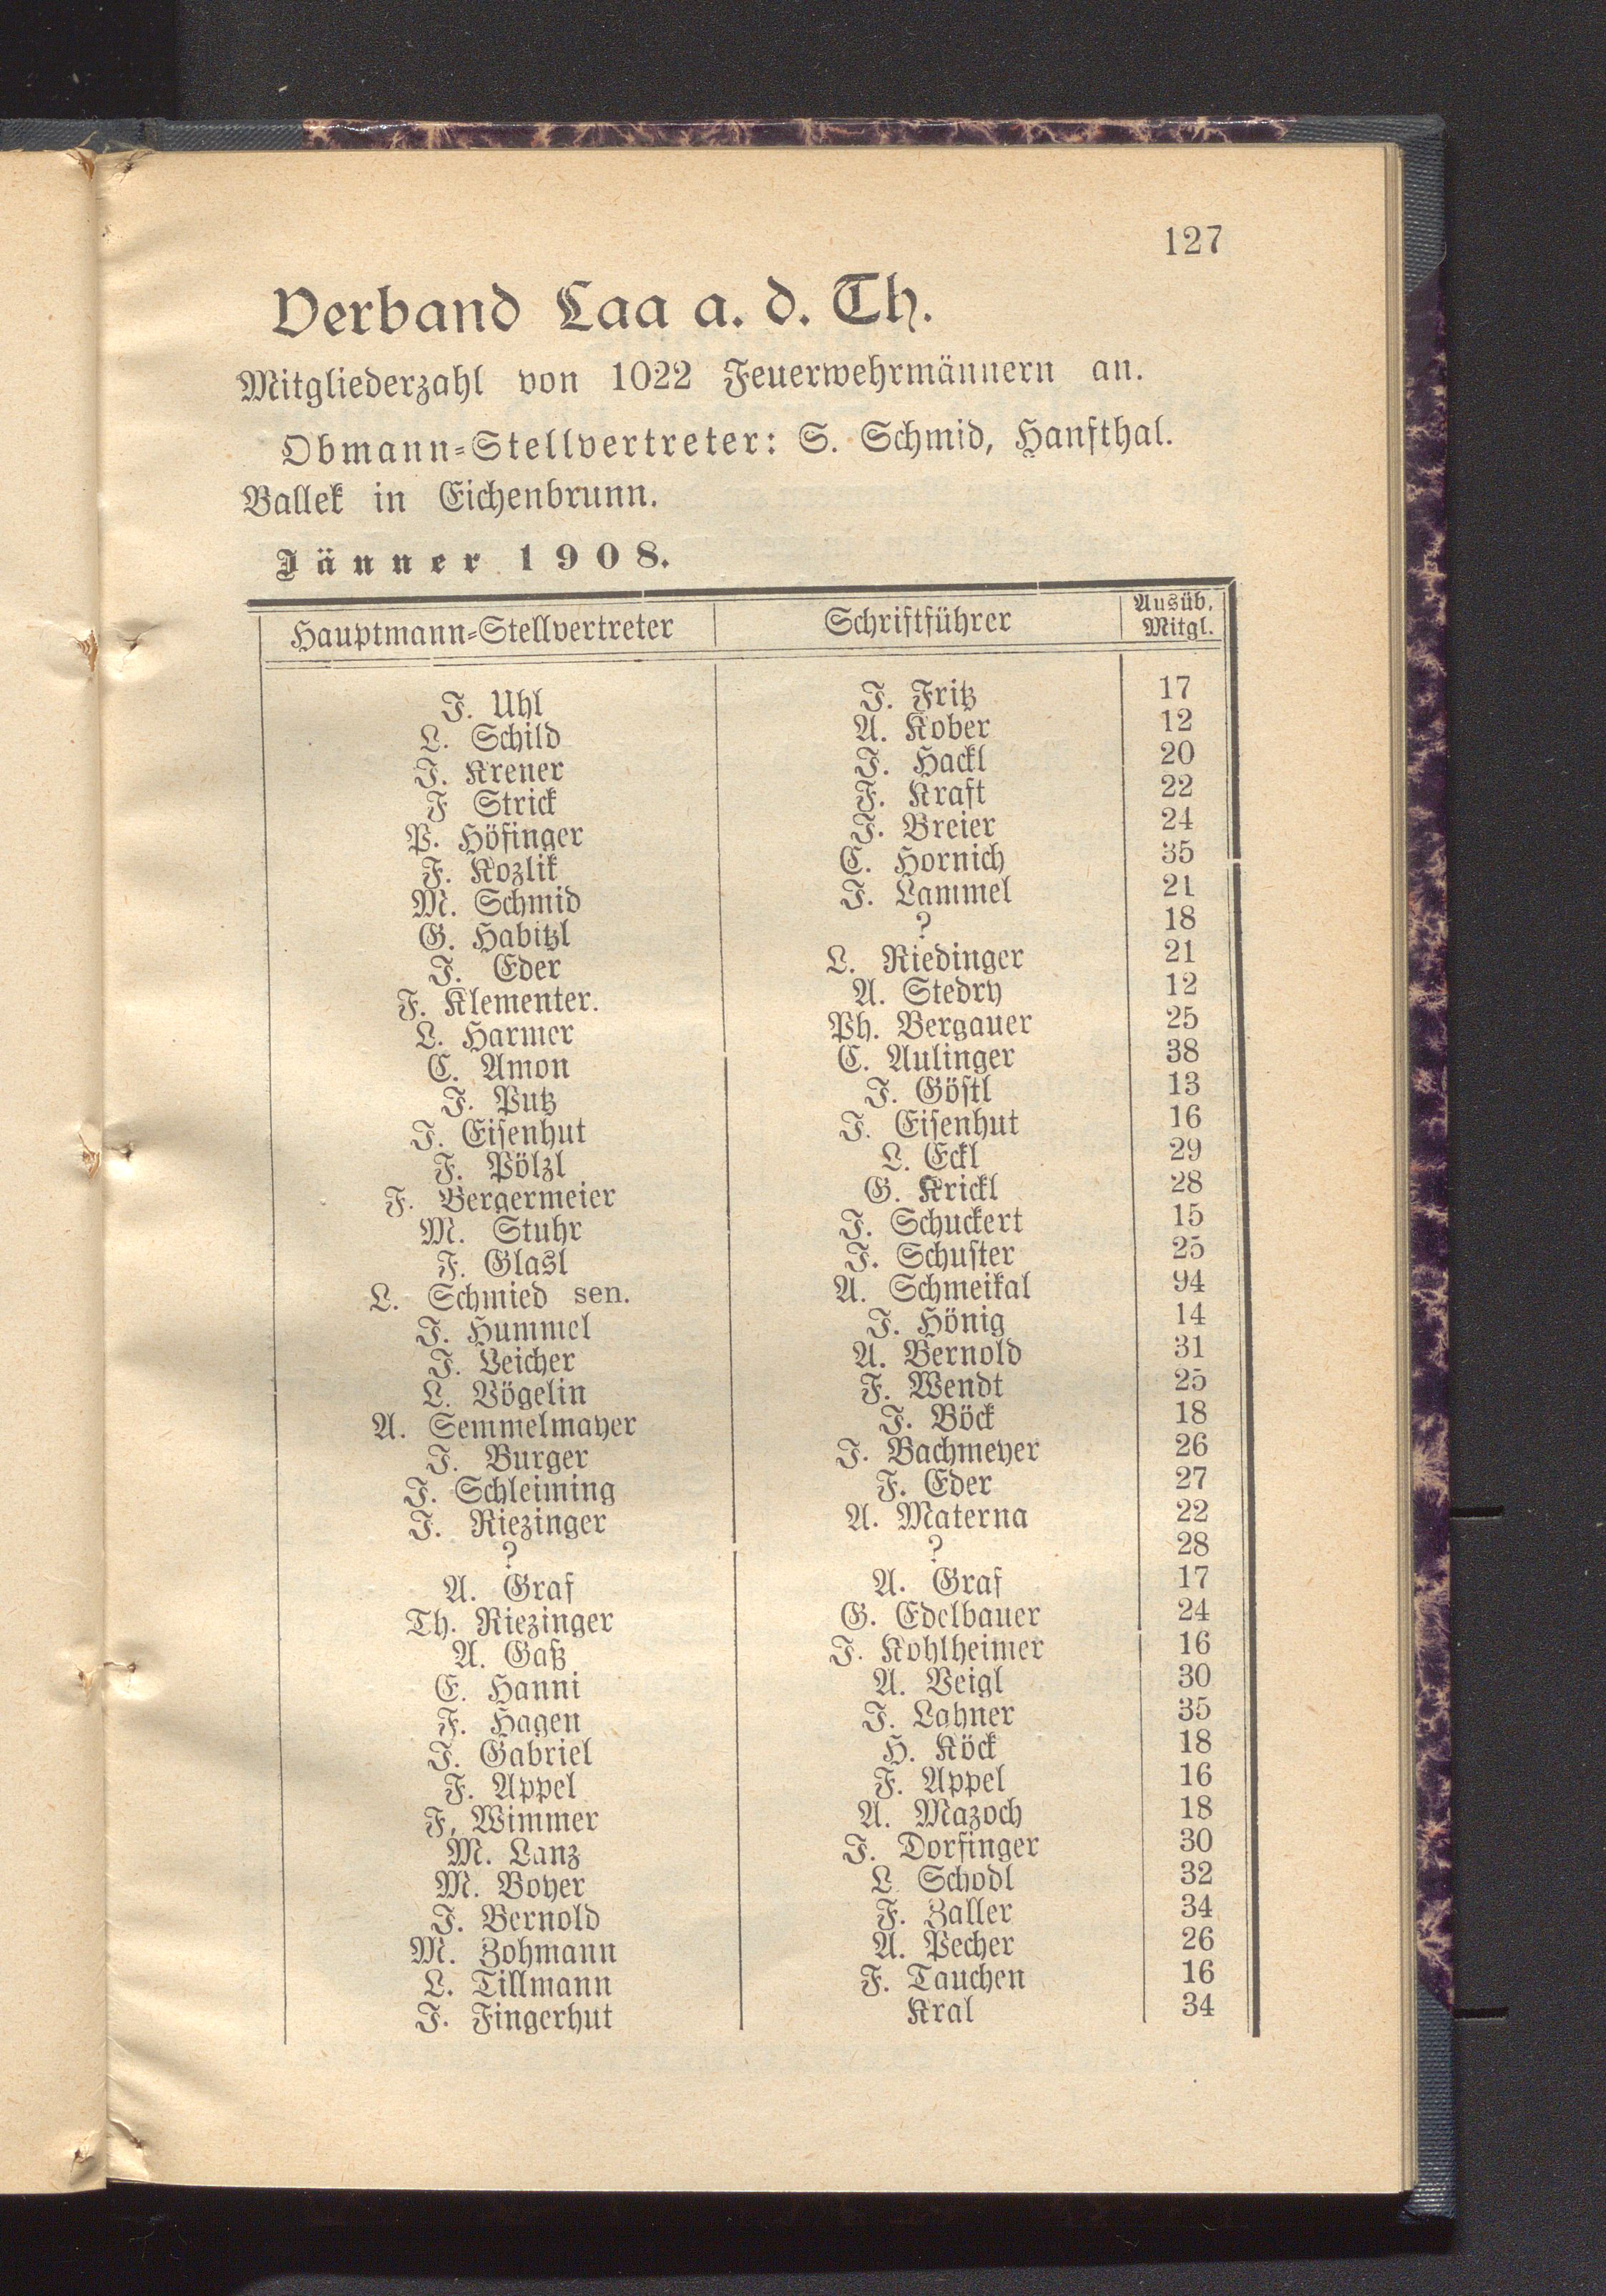 127
Verband Laa a. d. Th.
Mitgliederzahl von 1022 Feuerwehrmännern an.
Obmann-Stellvertreter: S. Schmid, Hanfthal.
Ballek in Eichenbrunn.
Jänner 1908.
Hauptmann-Stellvertreter Schriftführer Ausüb. Mitgl.
J. Uhl J. Fritz 17
L. Schild A. Kober 12
J. Krener J. Hackl 20
F Strick F. Kraft 22
P. Höfinger J. Breier 24
F. Kozlik C. Hornich 35
M. Schmid J. Lammel 21
G. Habitzl ? 18
J. Eder L. Riedinger 21
F. Klementer. A. Stedry 12
L. Harmer Ph. Bergauer 25
C. Amon C. Aulinger 38
J. Putz J. Göstl 13
J. Eisenhut J. Eisenhut 16
F. Pölzl L. Eckl 29
F. Bergermeier G. Krickl 28
M. Stuhr J. Schuckert 15
F. Glasl J. Schuster 25
L. Schmied sen. A. Schmeikal 94
J. Hummel J. Hönig 14
J. Veicher A. Bernold 31
L. Vögelin F. Wendt 25
A. Semmelmayer J. Böck 18
J. Burger J. Bachmeyer 26
J. Schleiming F. Eder 27
J. Riezinger A. Materna 22
? ? 28
A. Graf A. Graf 17
Th. Riezinger G. Edelbauer 24
A. Gaß J. Kohlheimer 16
E. Hanni A. Veigl 30
F. Hagen J. Lahner 35
J. Gabriel H. Köck 18
F. Appel F. Appel 16
F, Wimmer A. Mazoch 18
M. Lanz J. Dorfinger 30
M. Boyer L. Schodl 32
J. Bernold F. Zaller 34
M. Zohmann A. Pecher 26
L. Tillmann F. Tauchen 16
J. Fingerhut Kral 34